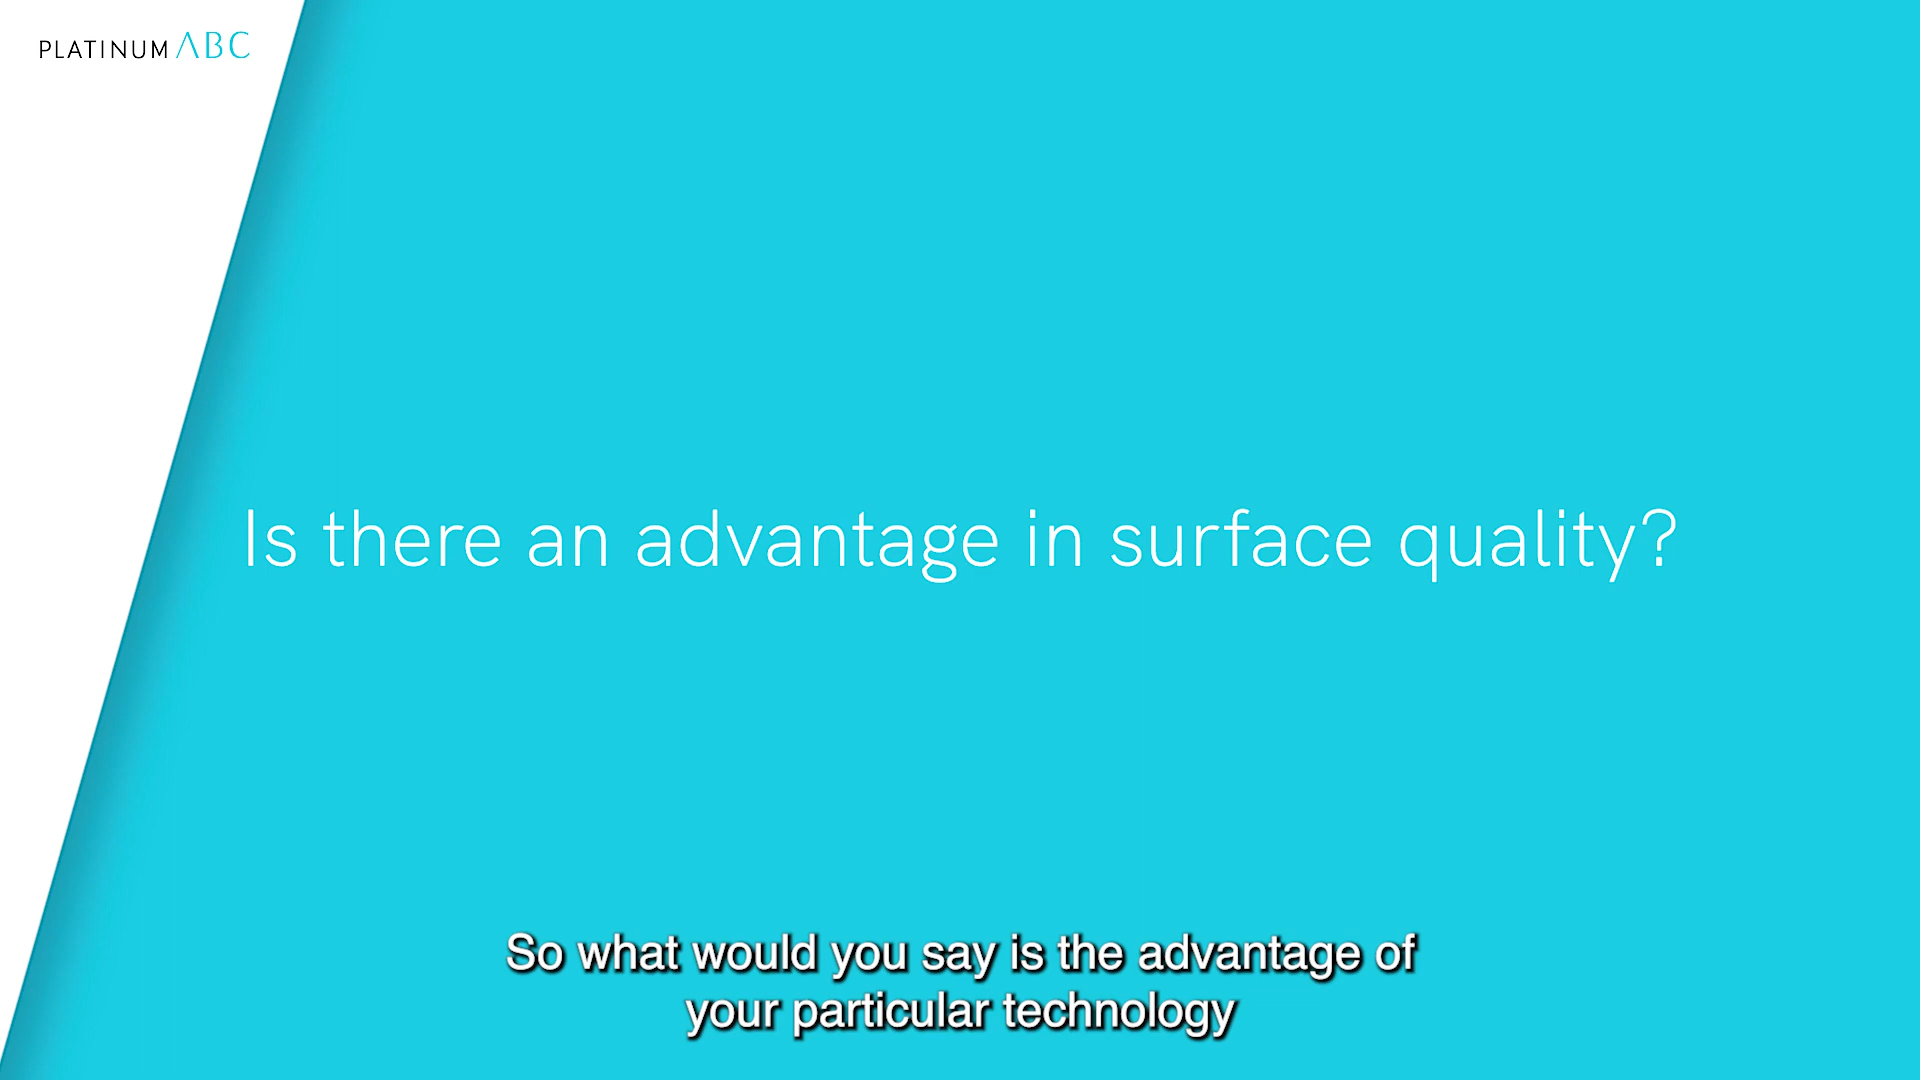 PLATINUM ABC
Is there an advantage in surface quality?
So what would you say is the advantage of
your particular technology